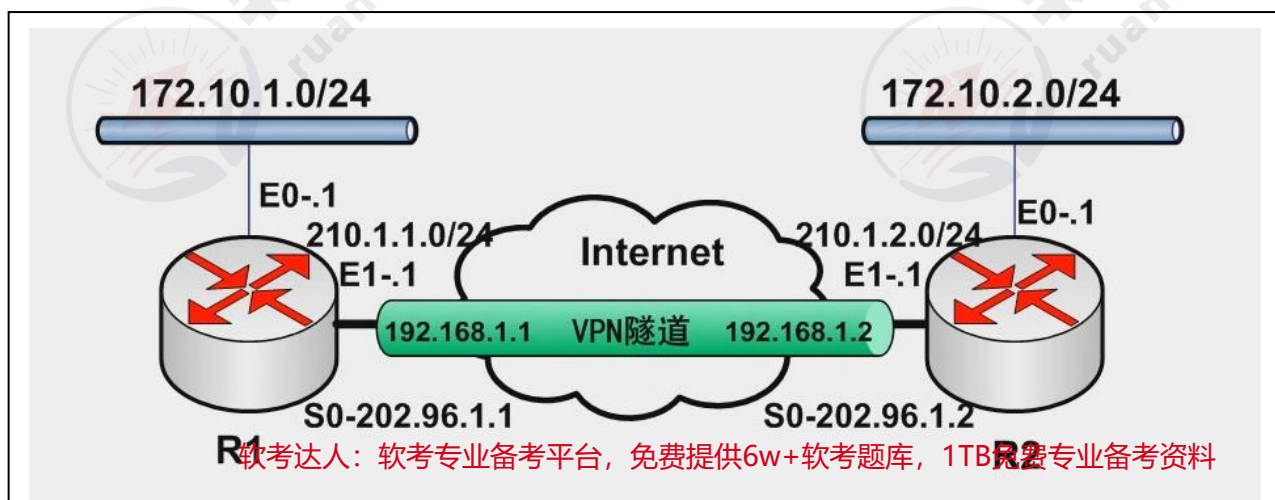 172.10.1.0/24
172.10.2.0/24
E0-.1
E0-.1
210.1.1.0/24
210.1.2.0/24
Internet
E1-.1
E1-.1
192.168.1.1
VPN隧道
192.168.1.2
S0-202.96.1.1
S0-202.96.1.2
R1
R2
软考达人：软考专业备考平台，免费提供6w+软考题库，1TB免费专业备考资料